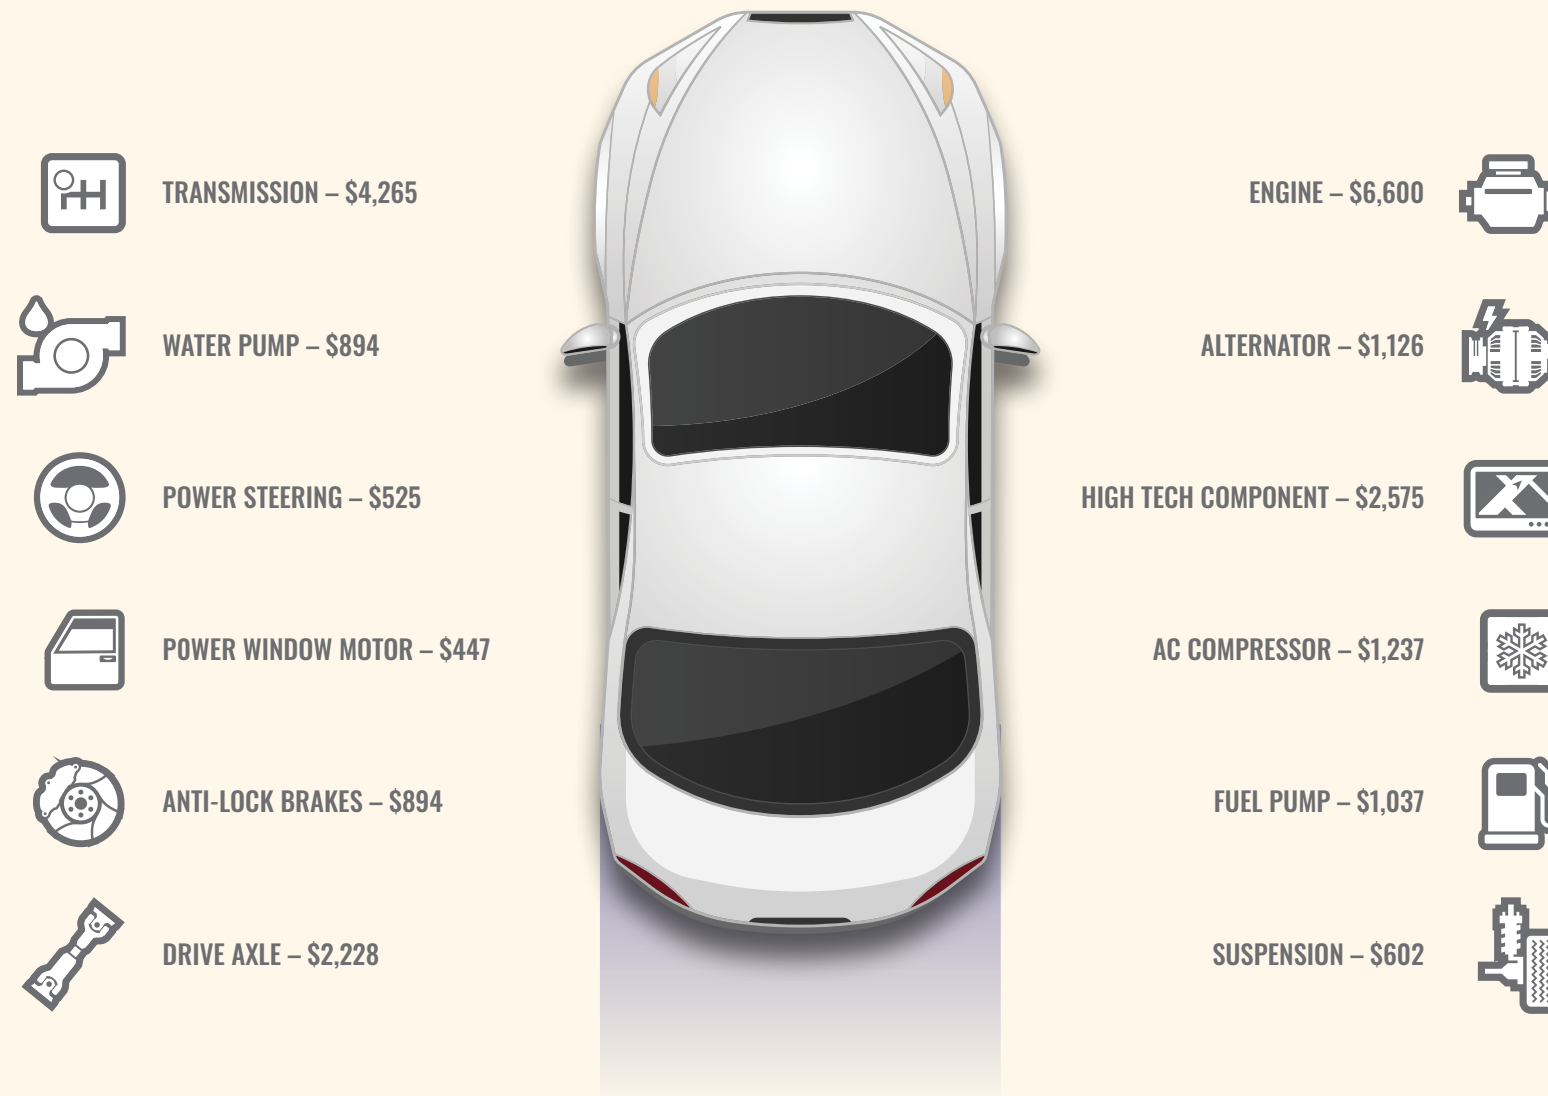 TRANSMISSION – $4,265
WATER PUMP – $894
POWER STEERING – $525
POWER WINDOW MOTOR – $447
ANTI-LOCK BRAKES – $894
DRIVE AXLE – $2,228
ENGINE – $6,600
ALTERNATOR – $1,126
HIGH TECH COMPONENT – $2,575
AC COMPRESSOR – $1,237
FUEL PUMP – $1,037
SUSPENSION – $602